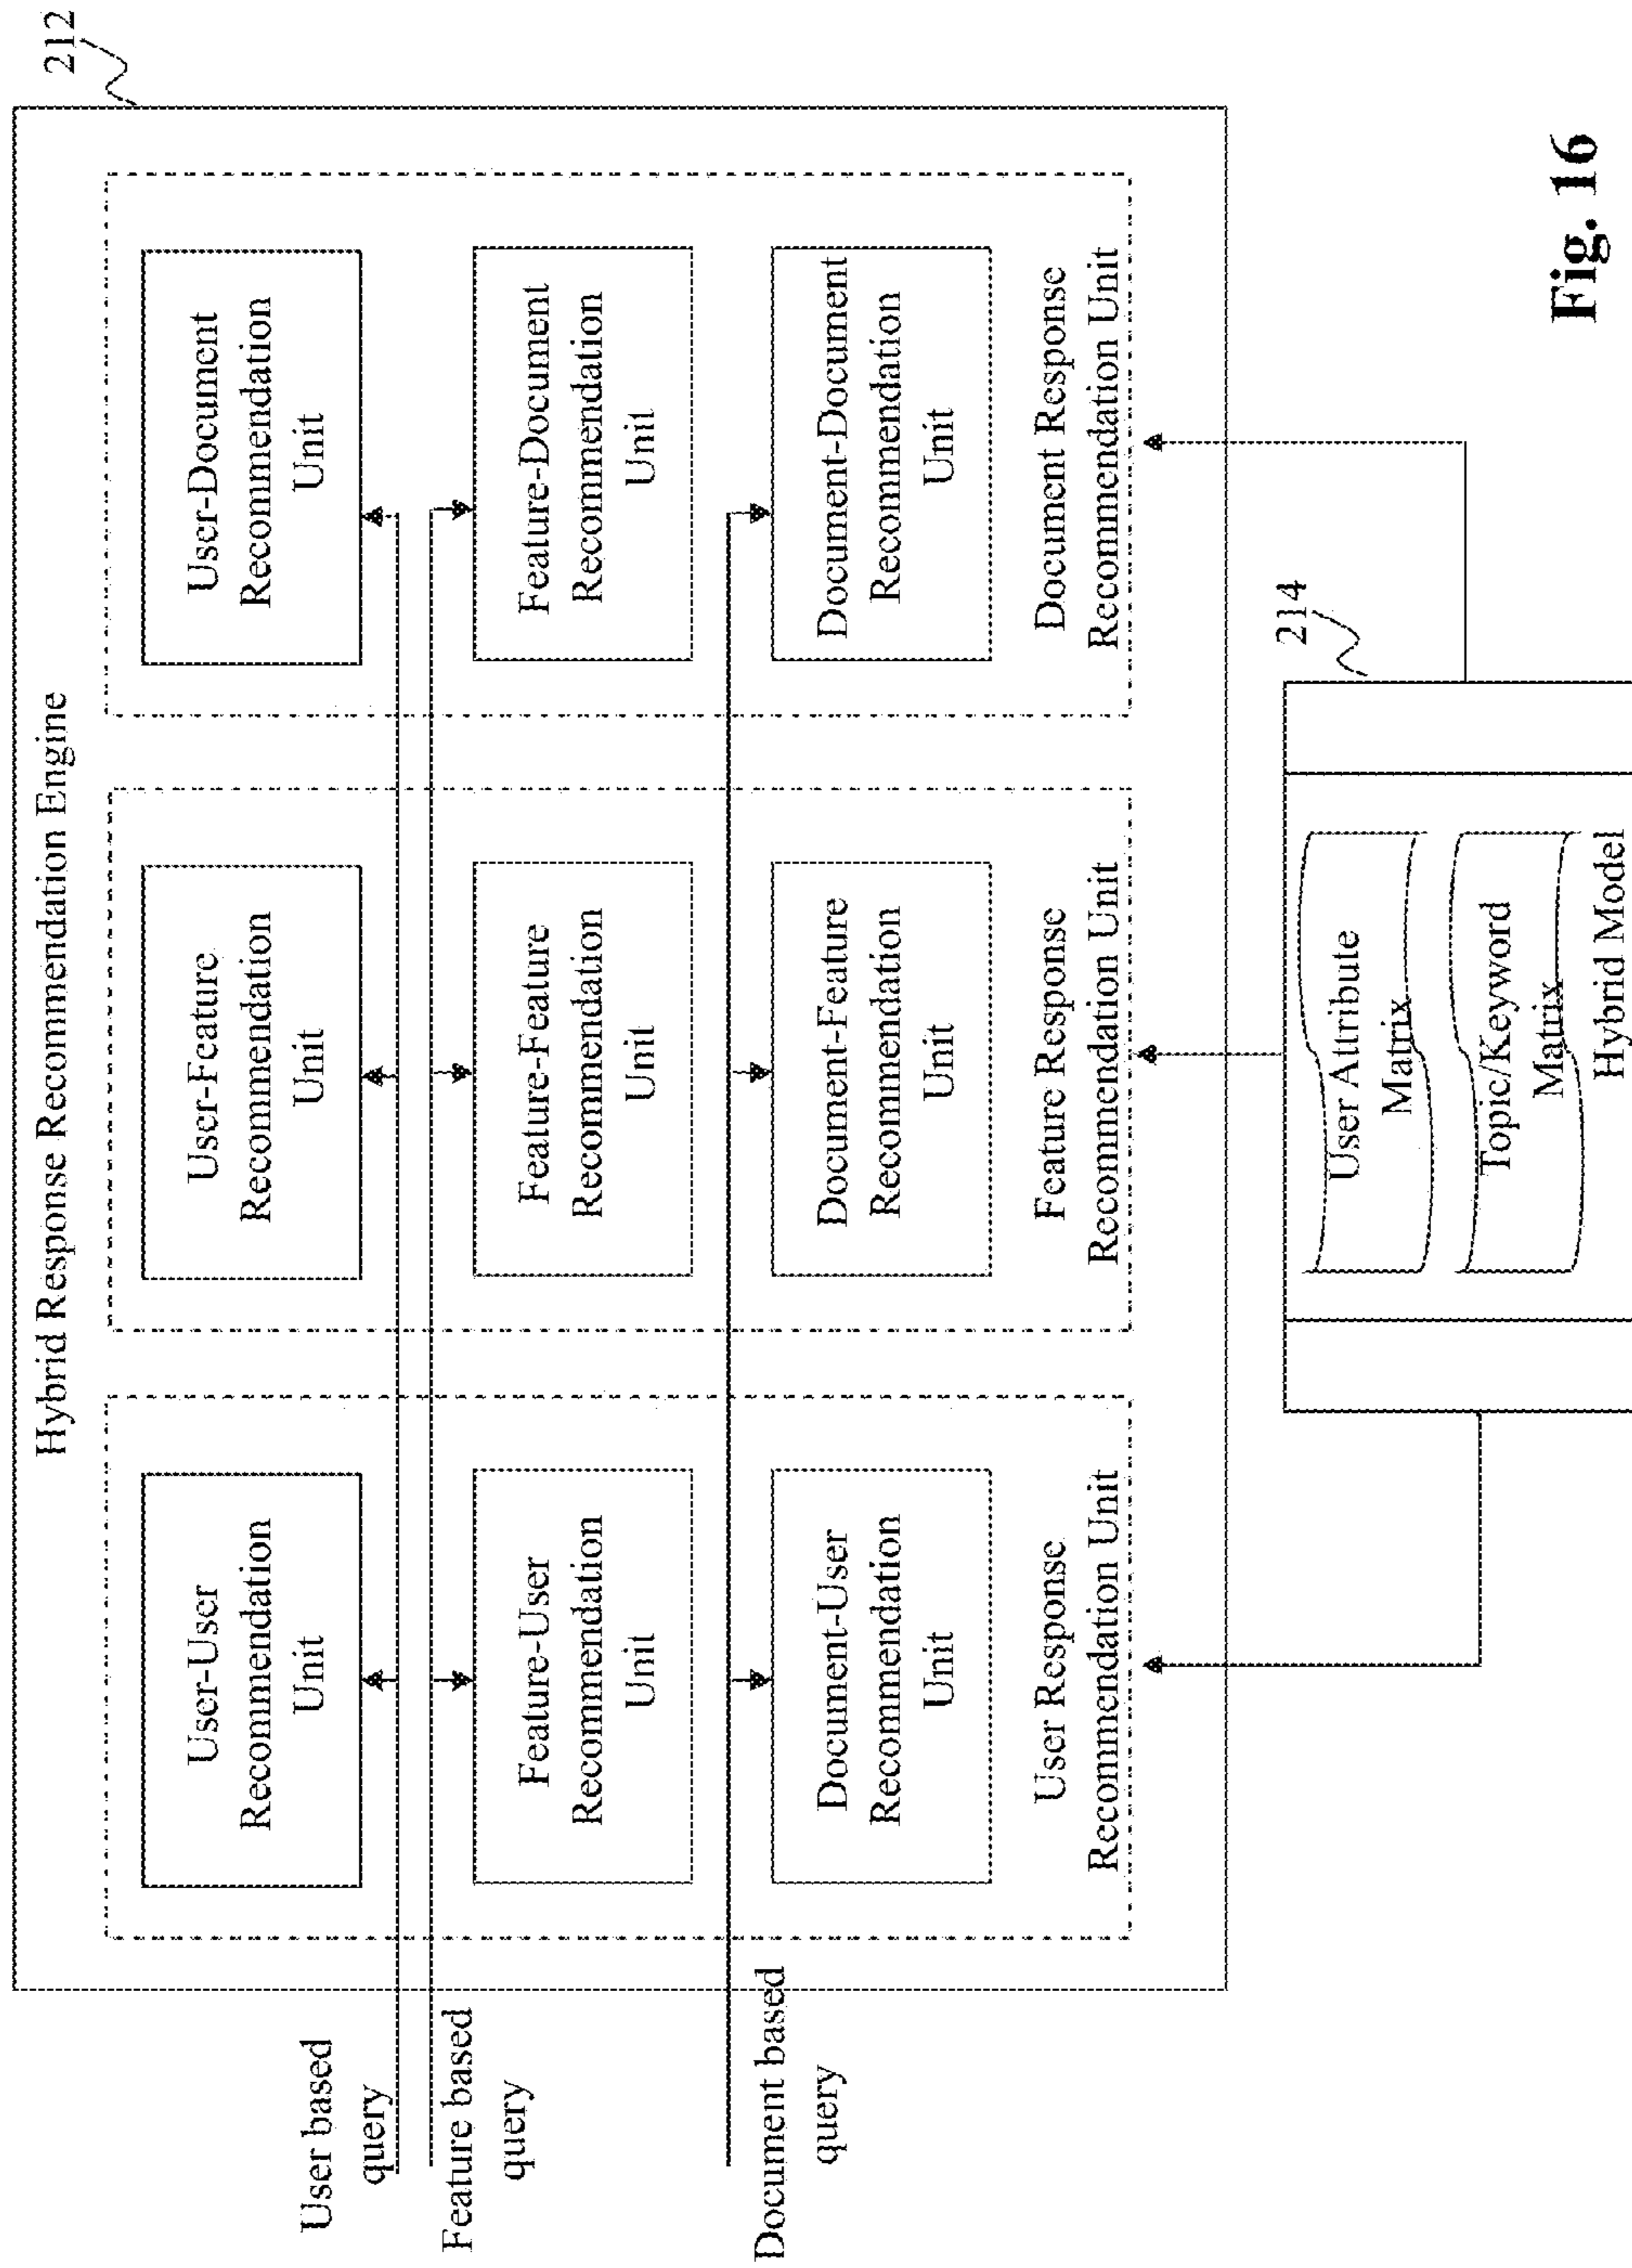 212
Hybrid Response Recommendation Engine
User-User
Recommendation
Unit
User-Feature
Recommendation
Unit
User-Document
Recommendation
Unit
User based
query
Feature based
query
Feature-User
Recommendation
Unit
Feature-Feature
Recommendation
Unit
Feature-Document
Recommendation
Unit
Document based
query
Document-User
Recommendation
Unit
Document-Feature
Recommendation
Unit
Document-Document
Recommendation
Unit
User Response
Recommendation Unit
Feature Response
Recommendation Unit
Document Response
Recommendation Unit
214
User Attribute
Matrix
Topic/Keyword
Matrix
Hybrid Model
Fig. 16